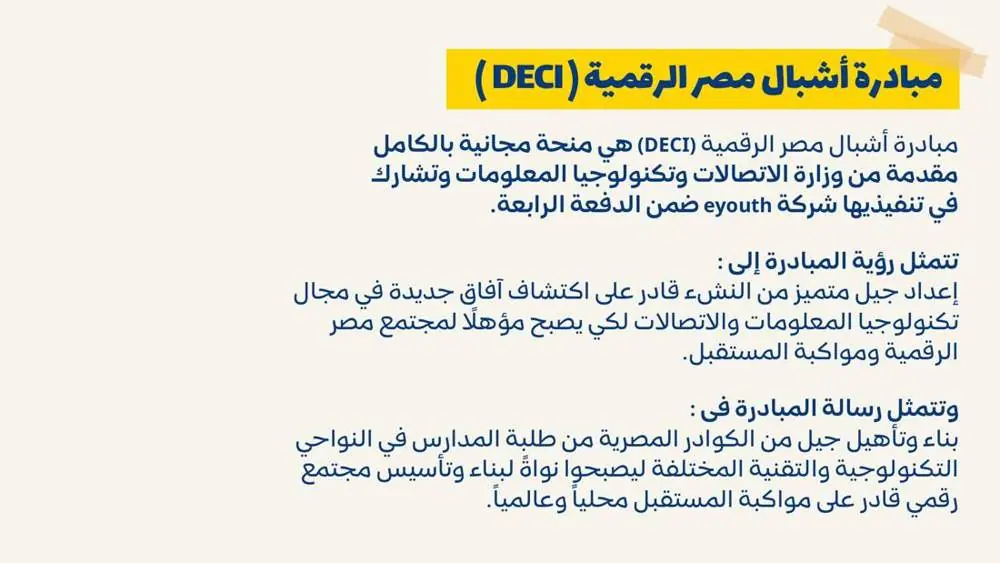 مبادرة أشبال مصر الرقمية (DECI )
مبادرة أشبال مصر الرقمية (DECI) هي منحة مجانية بالكامل
مقدمة من وزارة الاتصالات وتكنولوجيا المعلومات وتشارك
في تنفيذيها شركة eyouth ضمن الدفعة الرابعة.
تتمثل رؤية المبادرة إلى :
إعداد جيل متميز من النشء قادر على اكتشاف آفاق جديدة في مجال
تكنولوجيا المعلومات والاتصالات لكي يصبح مؤهلًا لمجتمع مصر
الرقمية ومواكبة المستقبل.
وتتمثل رسالة المبادرة فى :
بناء وتأهيل جيل من الكوادر المصرية من طلبة المدارس في النواحي
التكنولوجية والتقنية المختلفة ليصبحوا نواةً لبناء وتأسيس مجتمع
رقمي قادر على مواكبة المستقبل محلياً وعالمياً.